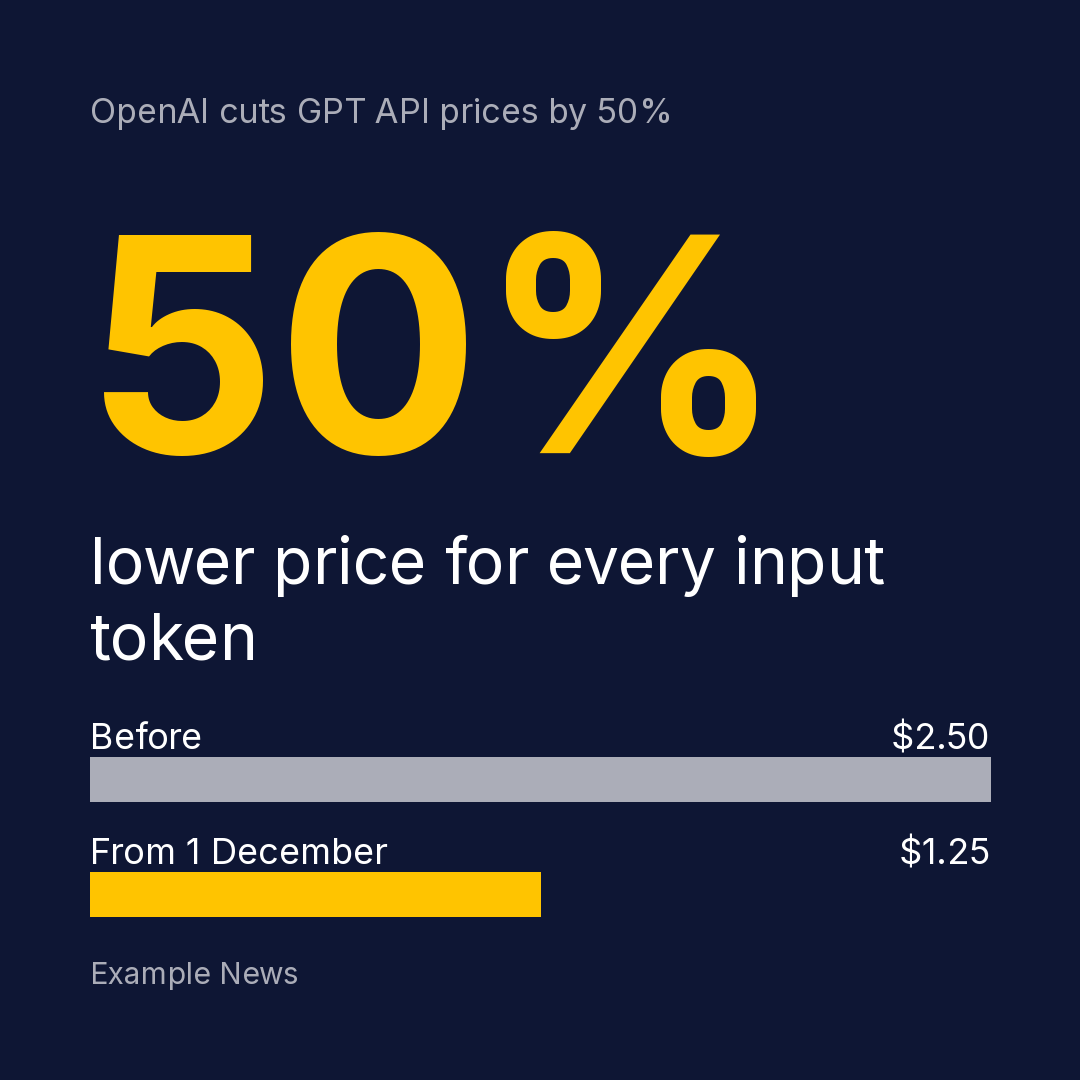 OpenAI cuts GPT API prices by 50%
50%
lower price for every input
token
Before $2.50
From 1 December $1.25
Example News